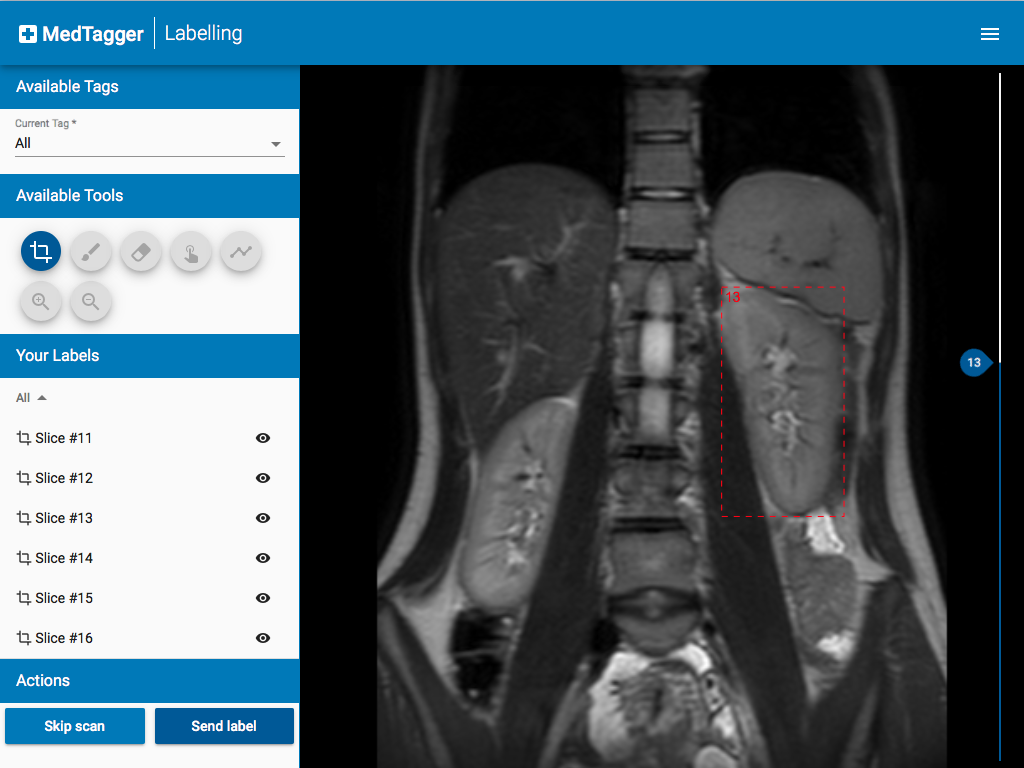 MedTagger Labelling
Available Tags
Current Tag *
All
Available Tools
Your Labels
All
Slice #11
Slice #12
Slice #13
Slice #14
Slice #15
Slice #16
Actions
Skip scan Send label
13
13